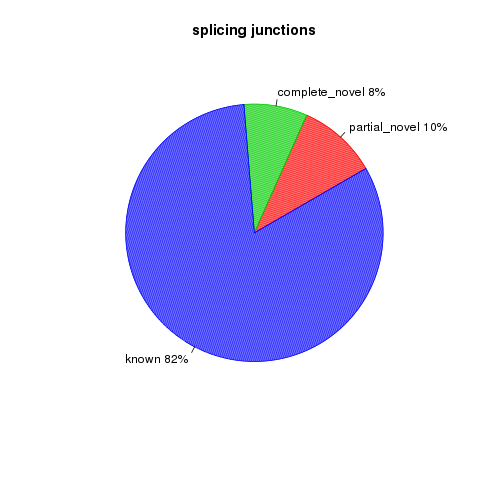 splicing junctions
complete_novel 8%
partial_novel 10%
known 82%